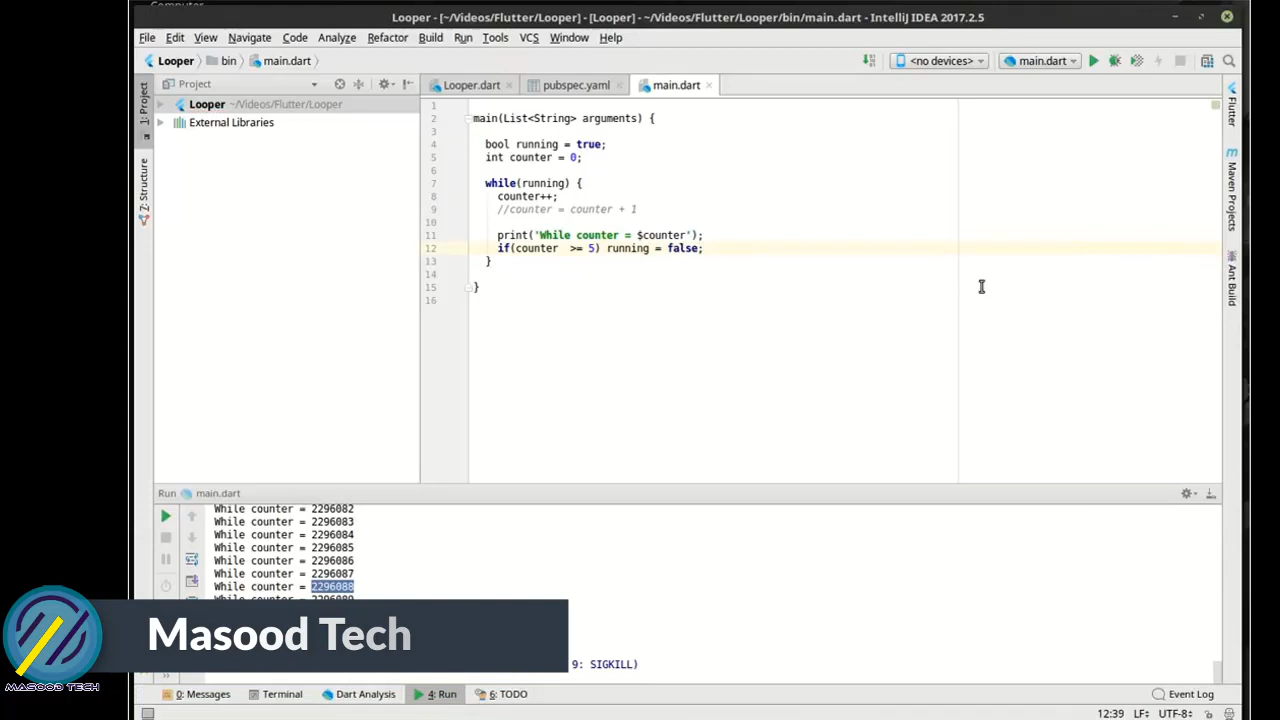 Looper - [~/Videos/Flutter/Looper] - [Looper] - ~/Videos/Flutter/Looper/bin/main.dart - IntelliJ IDEA 2017.2.5
File Edit View Navigate Code Analyze Refactor Build Run Tools VCS Window Help
Looper bin main.dart <no devices> main.dart
Project Looper.dart pubspec.yaml main.dart
1: Project
7: Structure
Looper ~/Videos/Flutter/Looper
External Libraries
1
2 main(List<String> arguments) {
3
4 bool running = true;
5 int counter = 0;
6
7 while(running) {
8 counter++;
9 //counter = counter + 1
10
11 print('While counter = $counter');
12 if(counter  >= 5) running = false;
13 }
14
15 }
16
Flutter
Maven Projects
Ant Build
Run main.dart
While counter = 2296082
While counter = 2296083
While counter = 2296084
While counter = 2296085
While counter = 2296086
While counter = 2296087
While counter = 2296088
9: SIGKILL)
Masood Tech
MASOOD TECH
0: Messages Terminal Dart Analysis 4: Run 6: TODO Event Log
12:39 LF÷ UTF-8÷